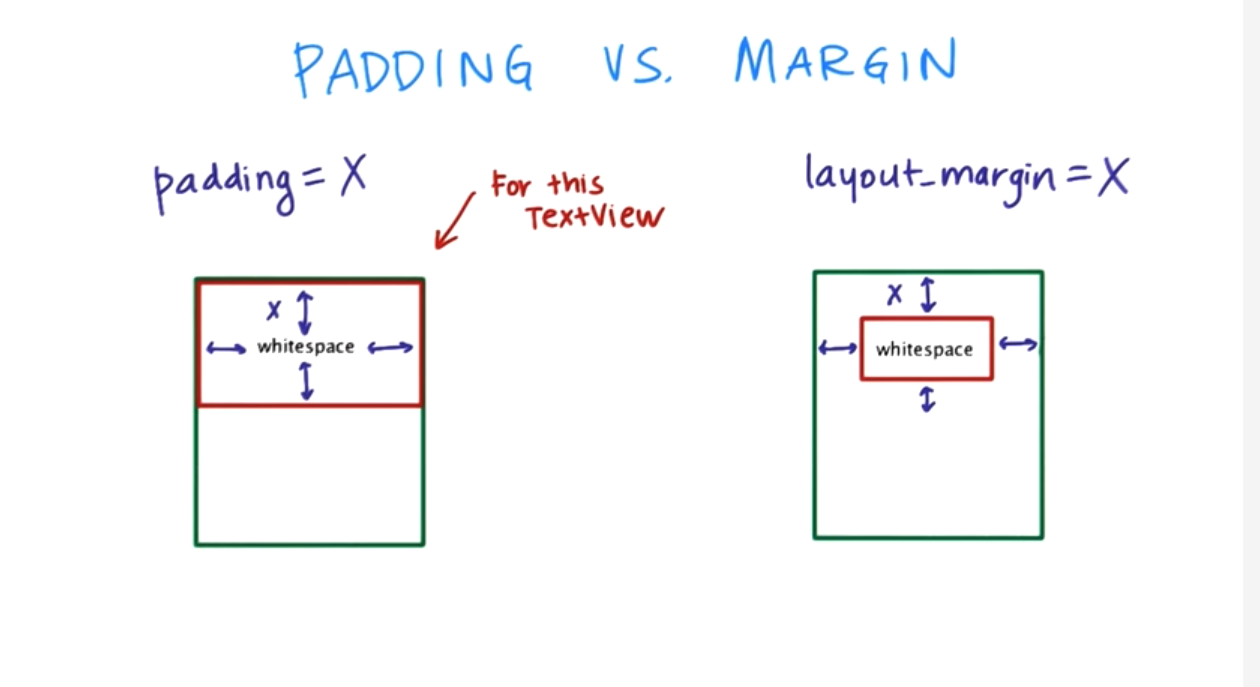 PADDING VS. MARGIN
padding = X
For this
TextView
layout_margin = X
X
whitespace
X
whitespace